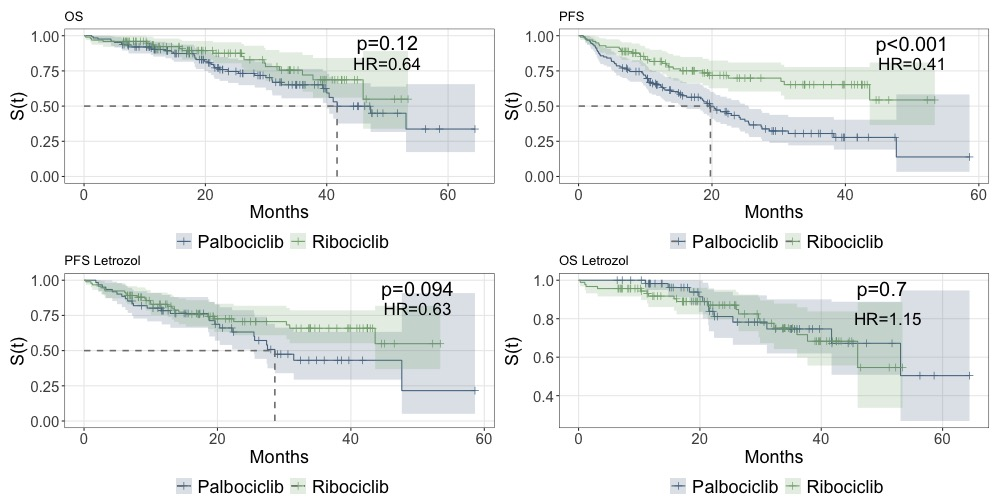 OS
p=0.12
HR=0.64
S(t)
1.00
0.75
0.50
0.25
0.00
0 20 40 60
Months
Palbociclib Ribociclib
PFS
p<0.001
HR=0.41
S(t)
1.00
0.75
0.50
0.25
0.00
0 20 40 60
Months
Palbociclib Ribociclib
PFS Letrozol
p=0.094
HR=0.63
S(t)
1.00
0.75
0.50
0.25
0.00
0 20 40 60
Months
Palbociclib Ribociclib
OS Letrozol
p=0.7
HR=1.15
S(t)
1.0
0.8
0.6
0.4
0 20 40 60
Months
Palbociclib Ribociclib